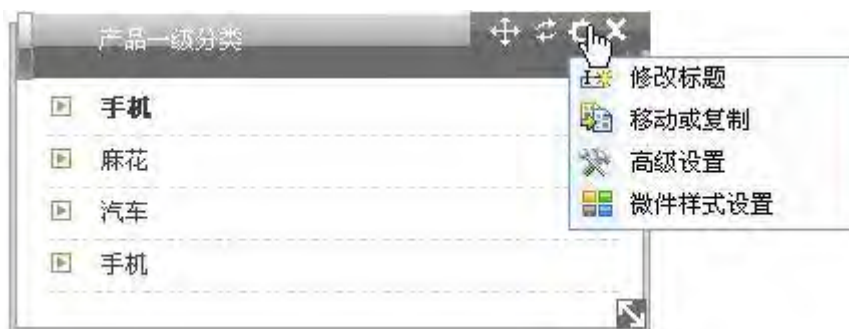 产品一级分类
修改标题
手机
移动或复制
麻花
高级设置
汽车
微件样式设置
手机